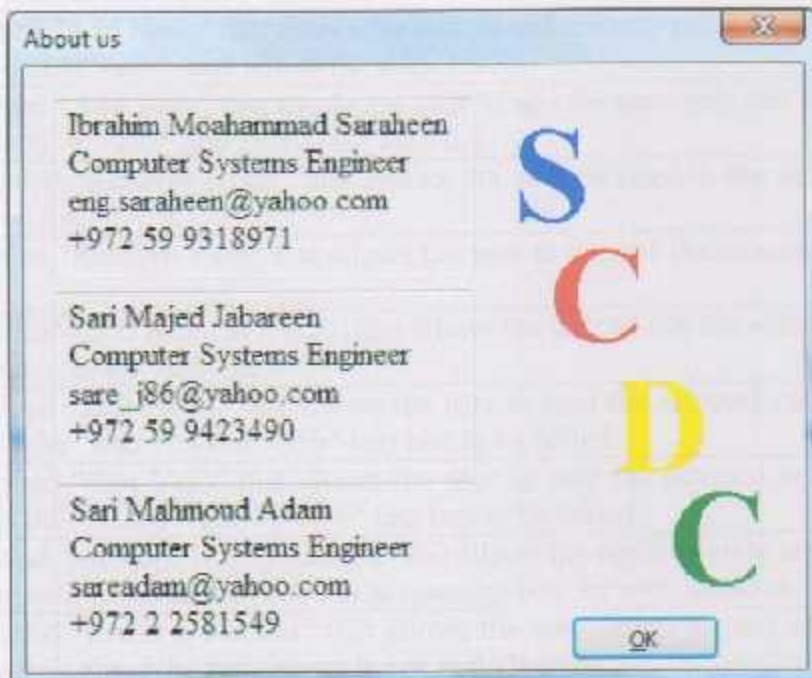 About us
Ibrahim Moahammad Saraheen
Computer Systems Engineer
eng.saraheen@yahoo.com
+972 59 9318971
Sari Majed Jabareen
Computer Systems Engineer
sare_j86@yahoo.com
+972 59 9423490
Sari Mahmoud Adam
Computer Systems Engineer
sareadam@yahoo.com
+972 2 2581549
S
C
D
C
OK